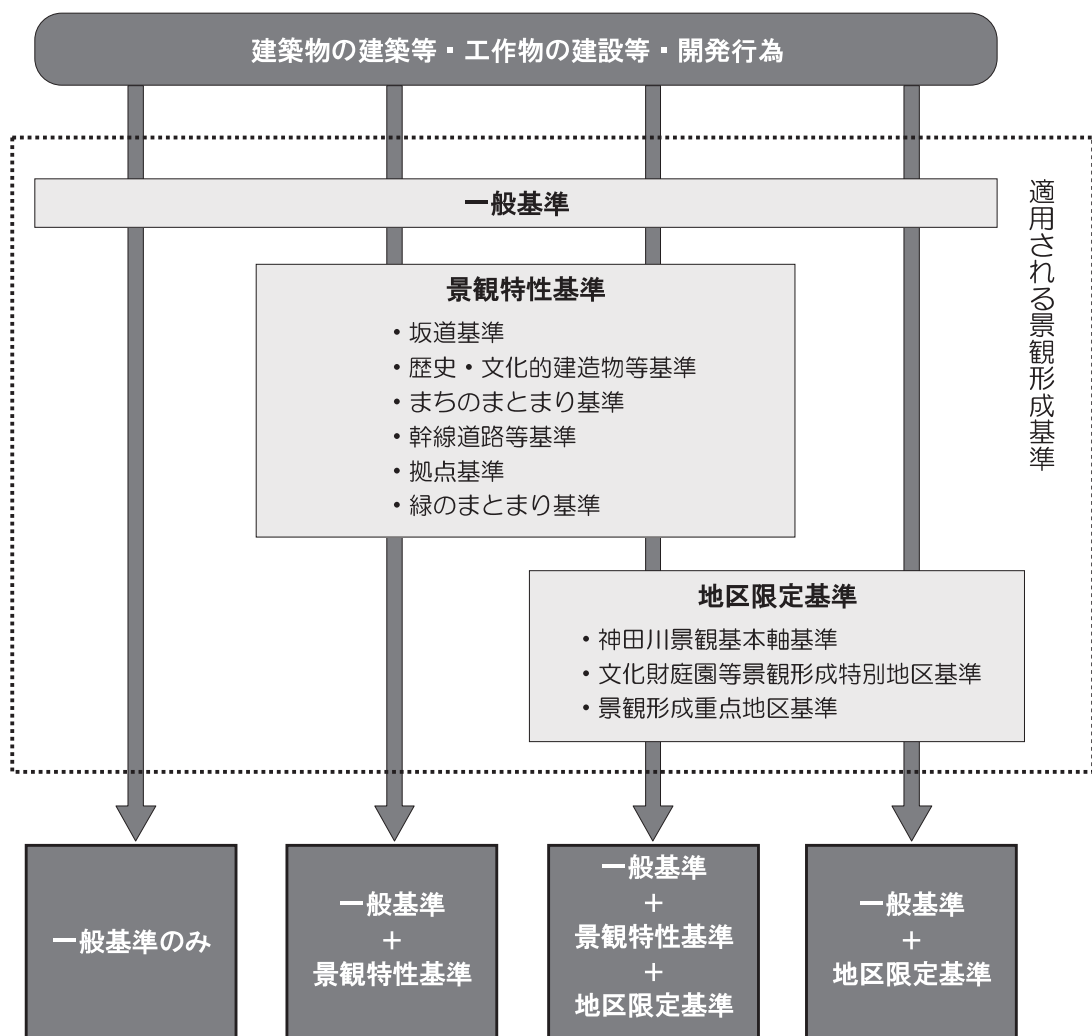 建築物の建築等・工作物の建設等・開発行為
適用される景観形成基準
一般基準
景観特性基準
・坂道基準
・歴史・文化的建造物等基準
・まちのまとまり基準
・幹線道路等基準
・拠点基準
・緑のまとまり基準
地区限定基準
・神田川景観基本軸基準
・文化財庭園等景観形成特別地区基準
・景観形成重点地区基準
一般基準のみ
一般基準
+
景観特性基準
一般基準
+
景観特性基準
+
地区限定基準
一般基準
+
地区限定基準